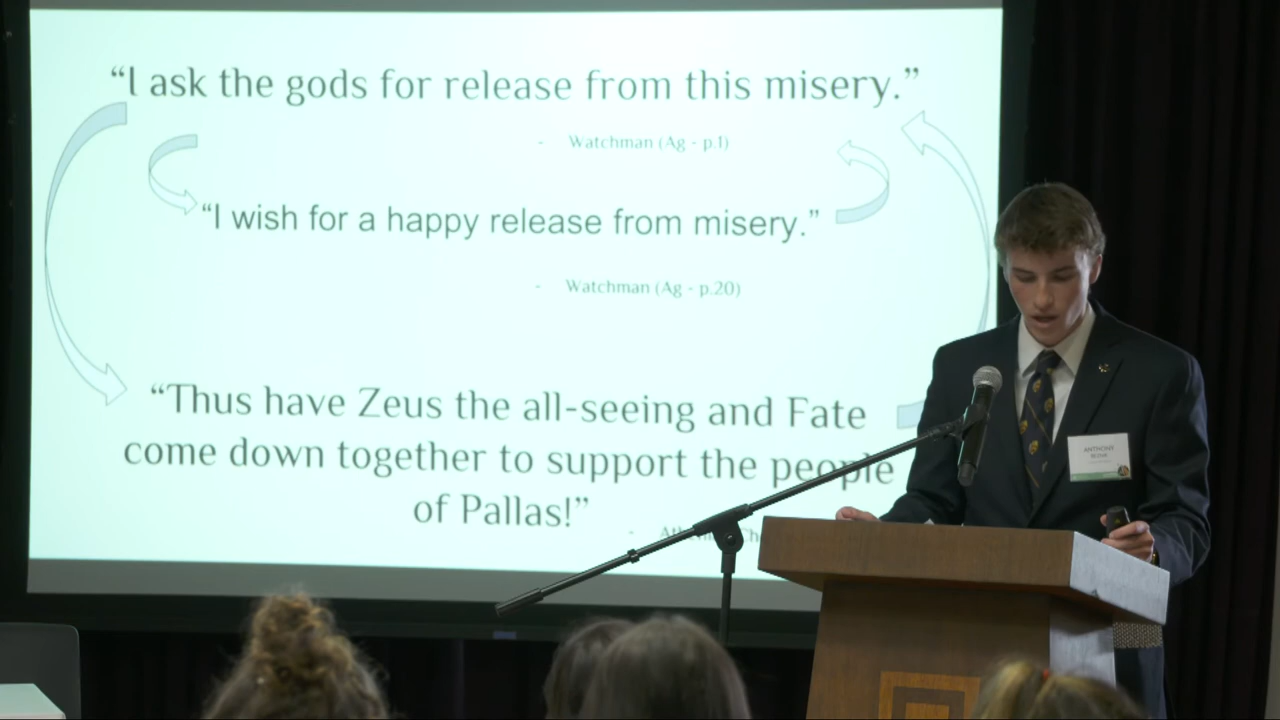 “I ask the gods for release from this misery.”
- Watchman (Ag - p.1)
“I wish for a happy release from misery.”
- Watchman (Ag - p.20)
“Thus have Zeus the all-seeing and Fate
come down together to support the people
of Pallas!”
-
ANTHONY